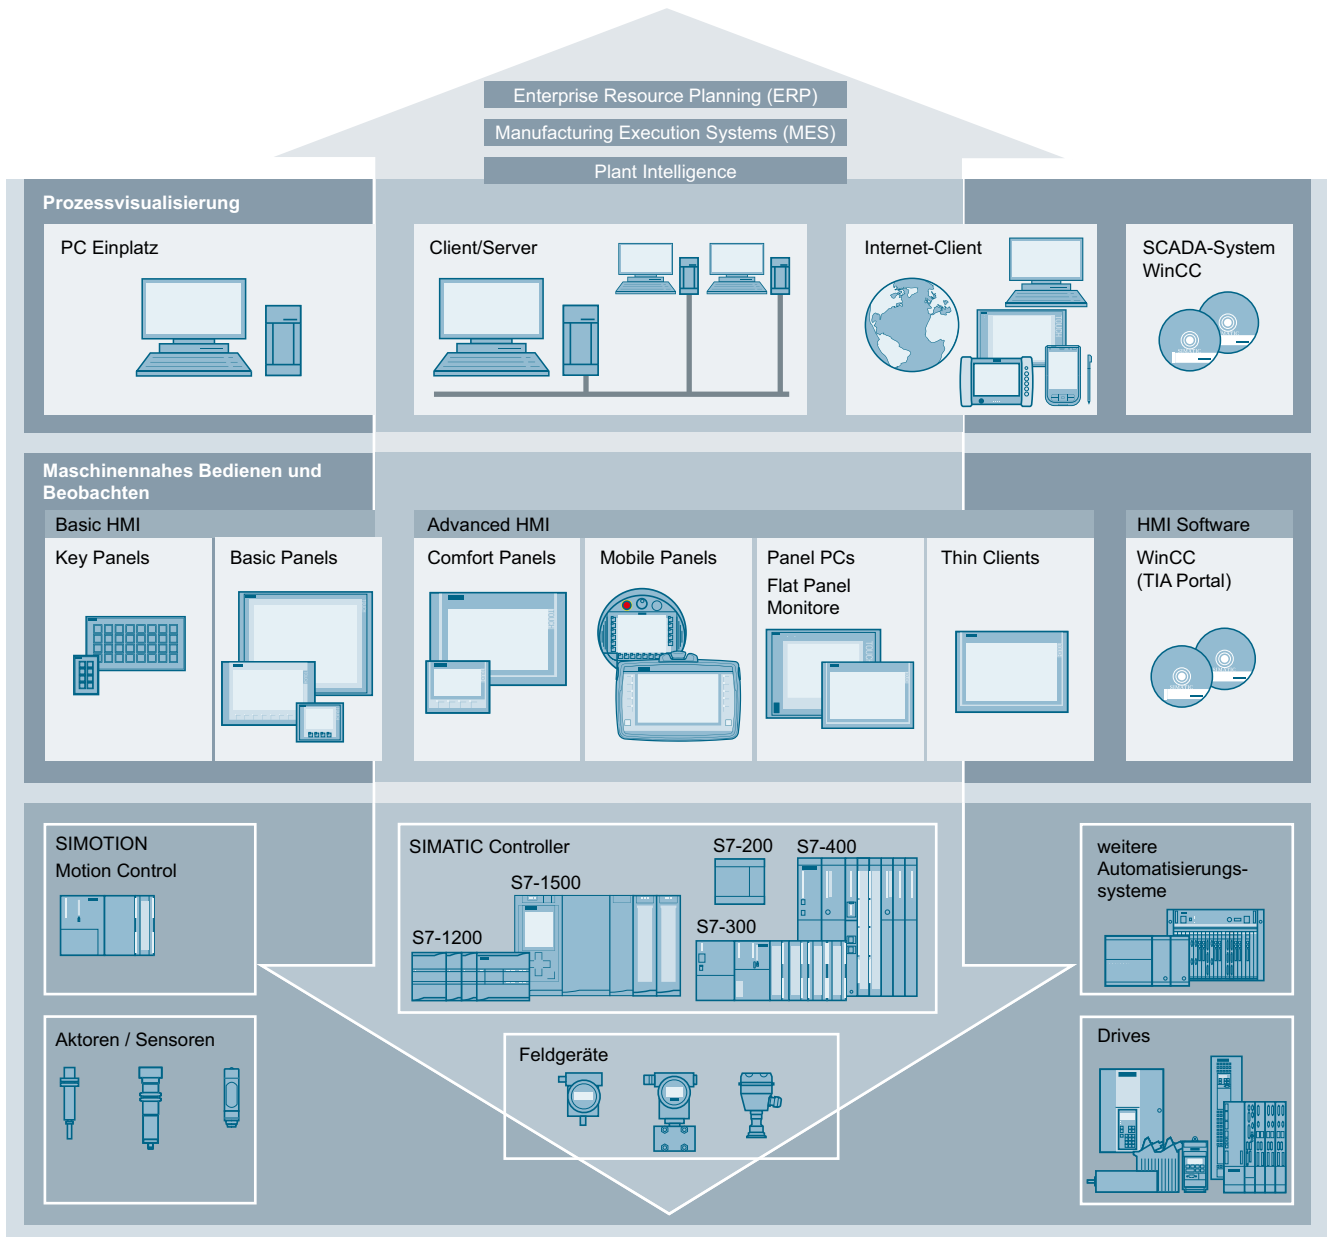 Enterprise Resource Planning (ERP)
Manufacturing Execution Systems (MES)
Plant Intelligence
Prozessvisualisierung
PC Einplatz
Client/Server
Internet-Client
SCADA-System
WinCC
Maschinennahes Bedienen und
Beobachten
Basic HMI
Advanced HMI
HMI Software
Key Panels
Basic Panels
Comfort Panels
Mobile Panels
Panel PCs
Flat Panel
Monitore
Thin Clients
WinCC
(TIA Portal)
SIMOTION
Motion Control
SIMATIC Controller
S7-200
S7-400
S7-1500
S7-300
S7-1200
weitere
Automatisierungs-
systeme
Aktoren / Sensoren
Feldgeräte
Drives